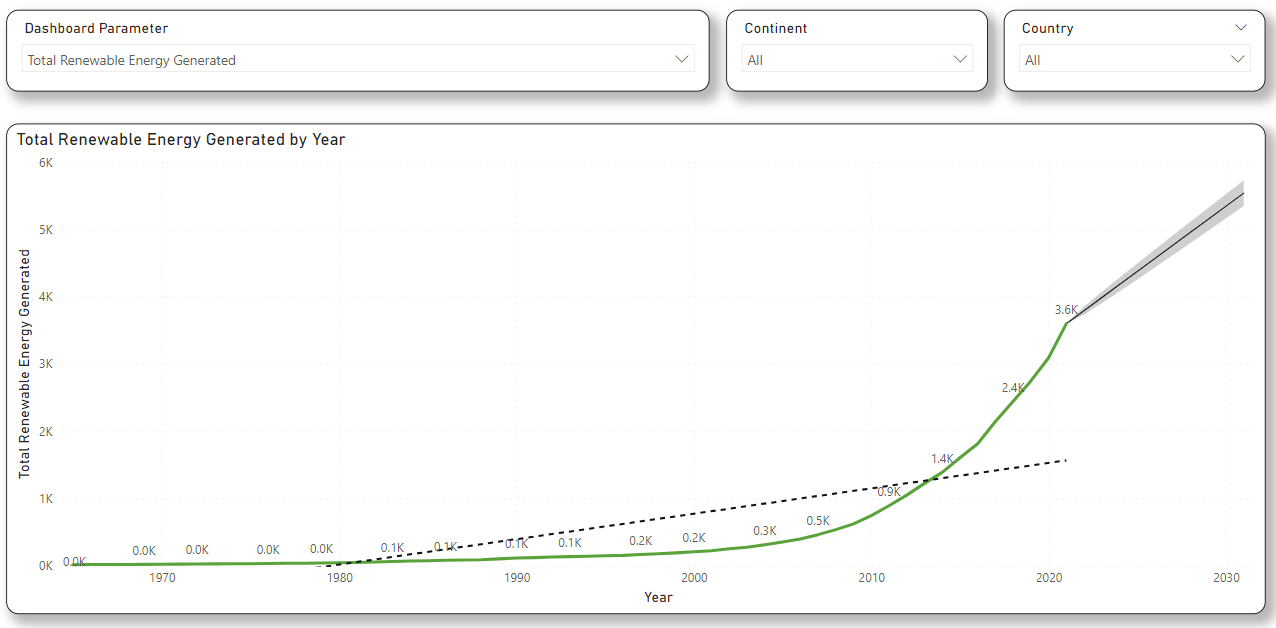 Dashboard Parameter
Total Renewable Energy Generated
Continent
All
Country
All
Total Renewable Energy Generated by Year
Total Renewable Energy Generated
6K
5K
4K
3K
2K
1K
0K
0.0K
0.0K
0.0K
0.0K
0.0K
0.1K
0.1K
0.1K
0.1K
0.2K
0.2K
0.3K
0.5K
0.9K
1.4K
2.4K
3.6K
1970 1980 1990 2000 2010 2020 2030
Year